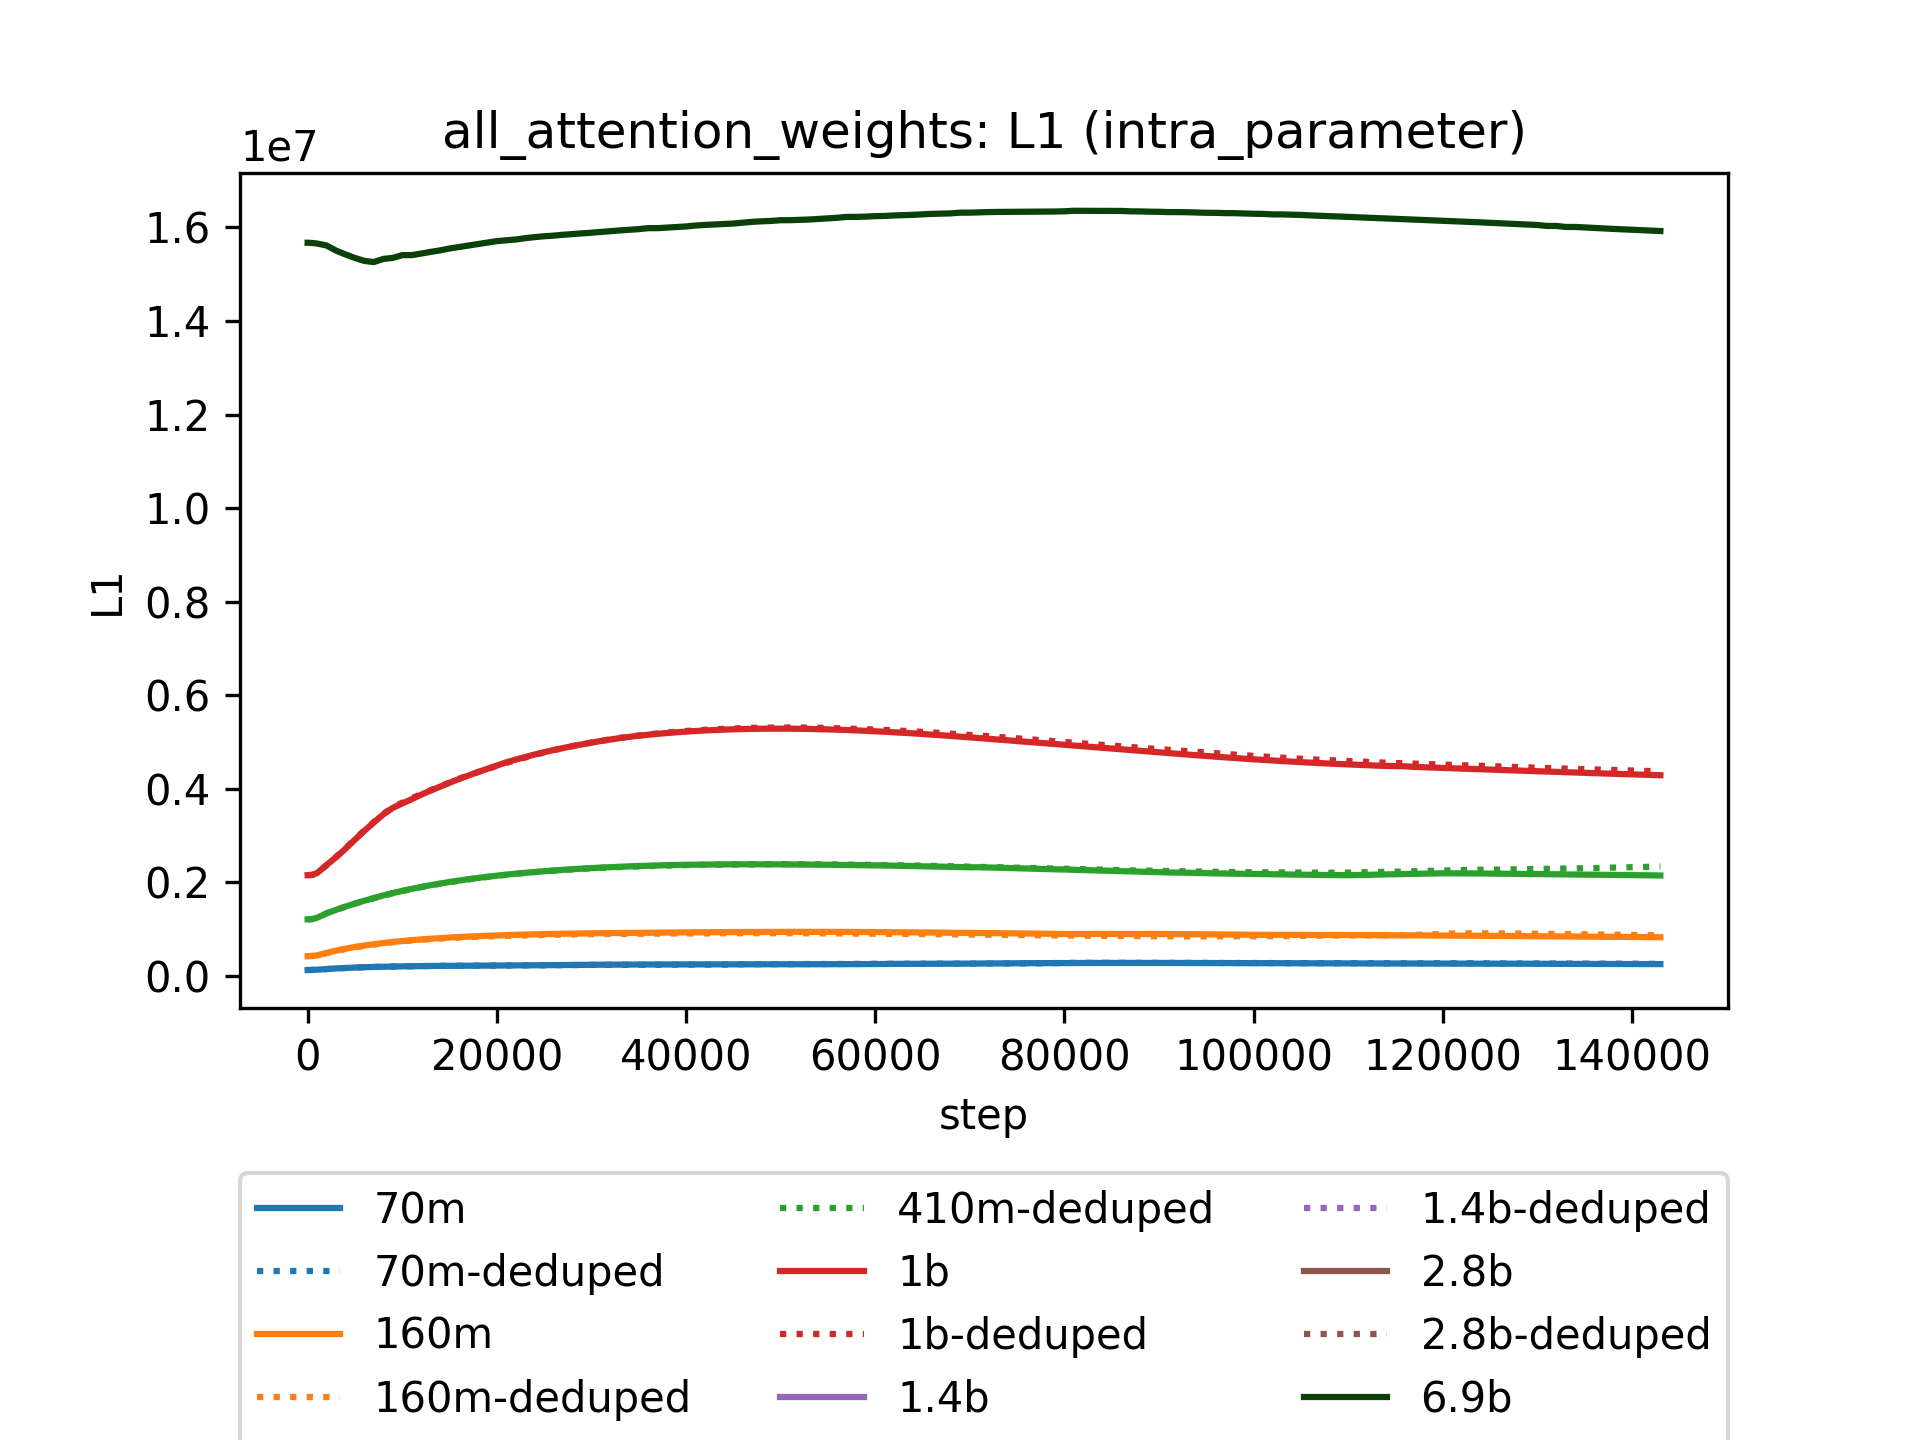 all_attention_weights: L1 (intra_parameter)
1e7
1.6
1.4
1.2
1.0
0.8
0.6
0.4
0.2
0.0
L1
0 20000 40000 60000 80000 100000 120000 140000
step
70m 410m-deduped 1.4b-deduped
70m-deduped 1b 2.8b
160m 1b-deduped 2.8b-deduped
160m-deduped 1.4b 6.9b